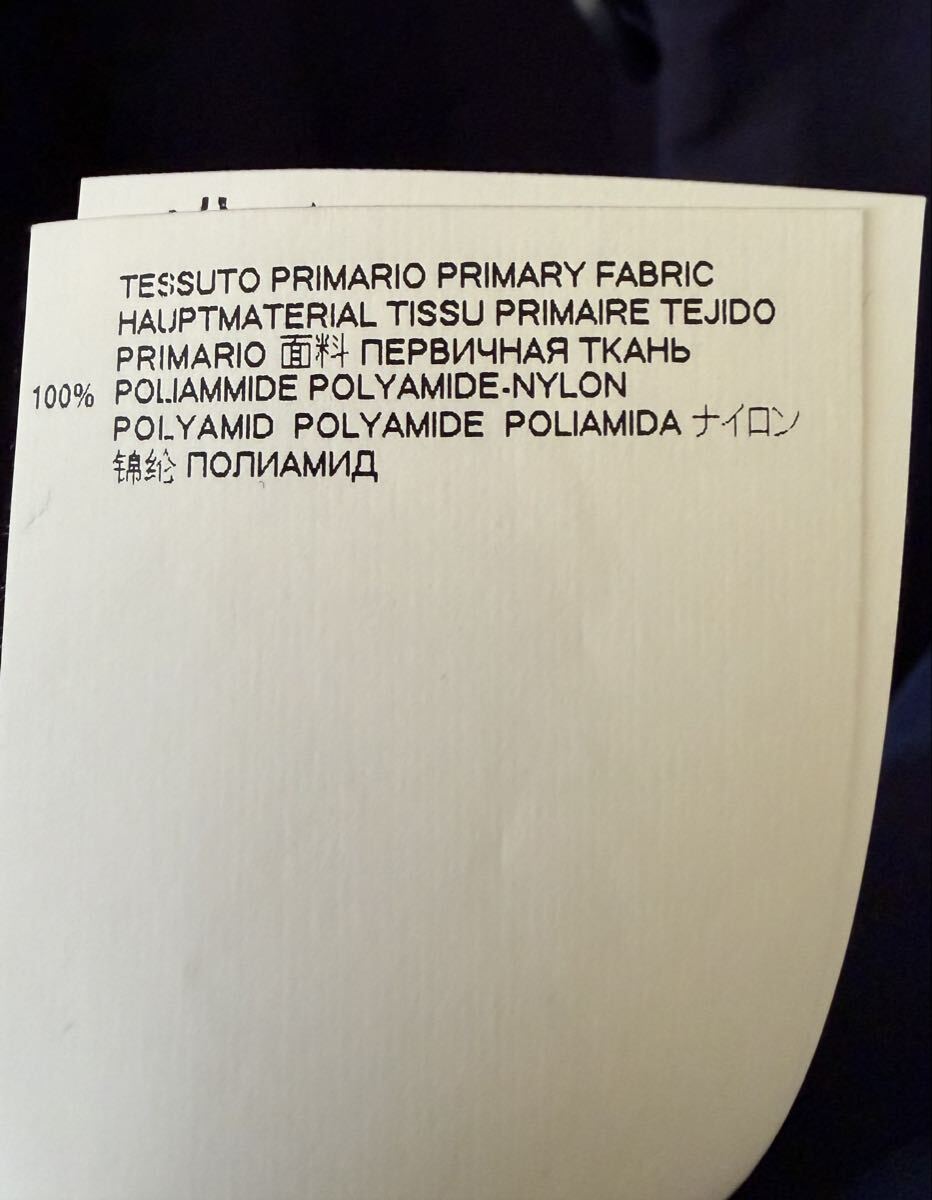 TESSUTO PRIMARIO PRIMARY FABRIC
HAUPTMATERIAL TISSU PRIMAIRE TEJIDO
PRIMARIO 面料 ПЕРВИЧНАЯ ТКАНЬ
100% POLIAMMIDE POLYAMIDE-NYLON
POLYAMID POLYAMIDE POLIAMIDA ナイロン
锦纶 ПОЛИАМИД